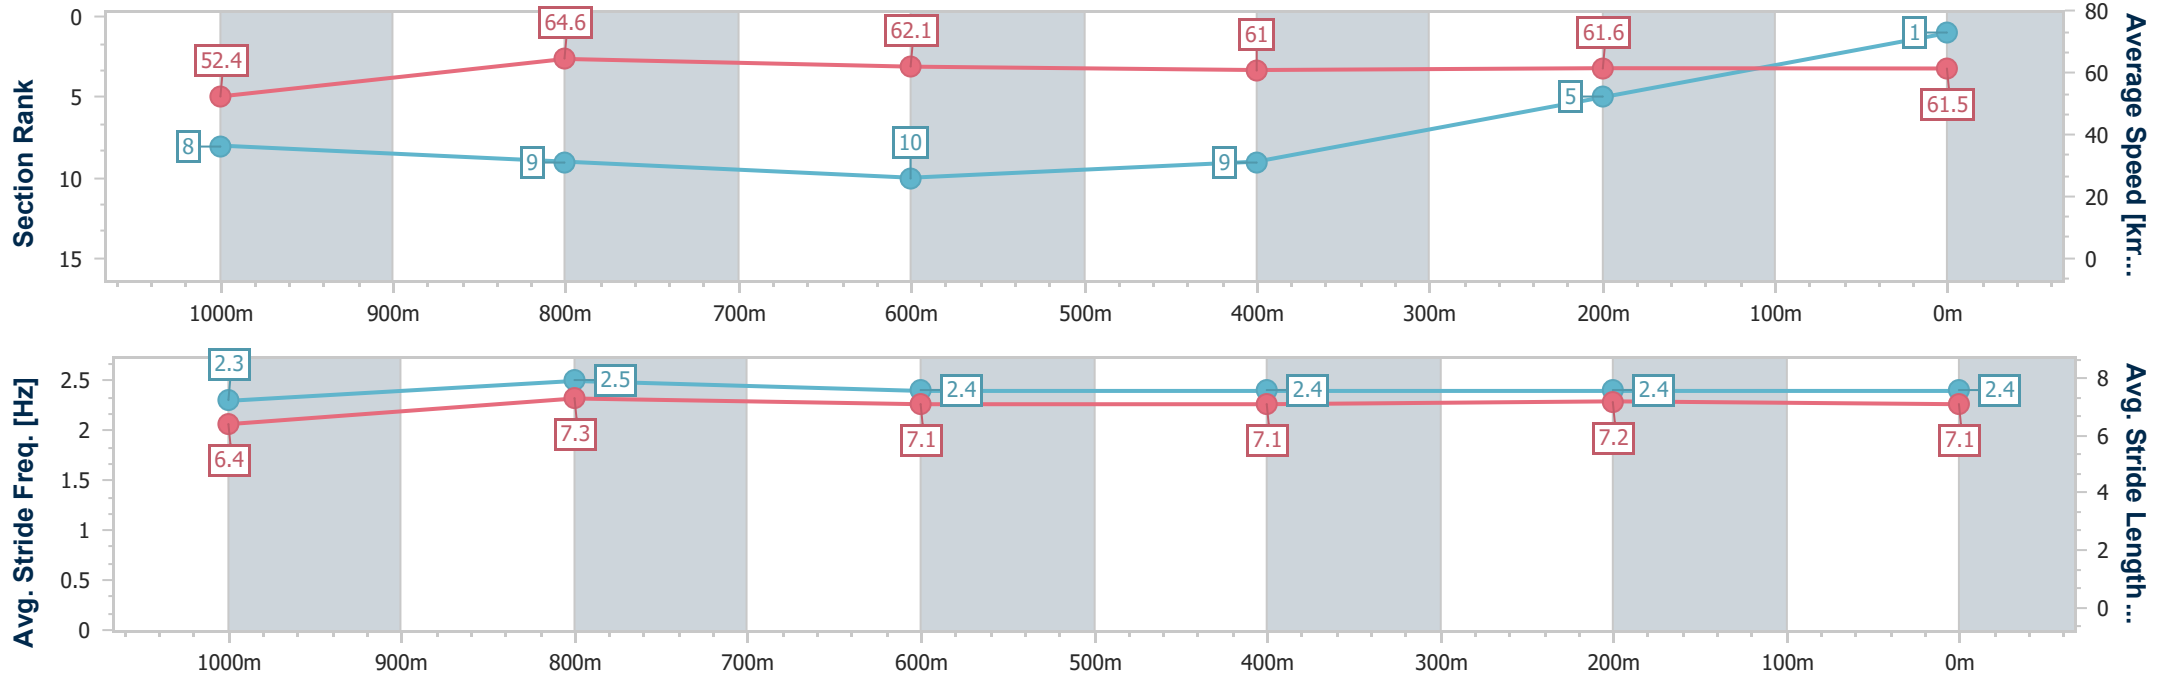 Section Rank
0
5
10
15
Average Speed [km...
80
60
40
20
0
52.4
64.6
62.1
61
61.6
61.5
8
9
10
9
5
1
1000m
900m
800m
700m
600m
500m
400m
300m
200m
100m
0m
Avg. Stride Freq. [Hz]
2.5
2
1.5
1
0.5
0
Avg. Stride Length ...
8
6
4
2
0
2.3
2.5
2.4
2.4
2.4
2.4
6.4
7.3
7.1
7.1
7.2
7.1
1000m
900m
800m
700m
600m
500m
400m
300m
200m
100m
0m